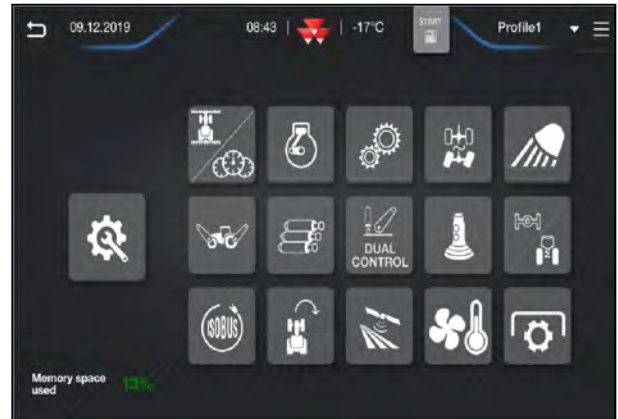 09.12.2019 08:43 -17°C START Profile1
DUAL
CONTROL
ISOBUS
Memory space
used 13%